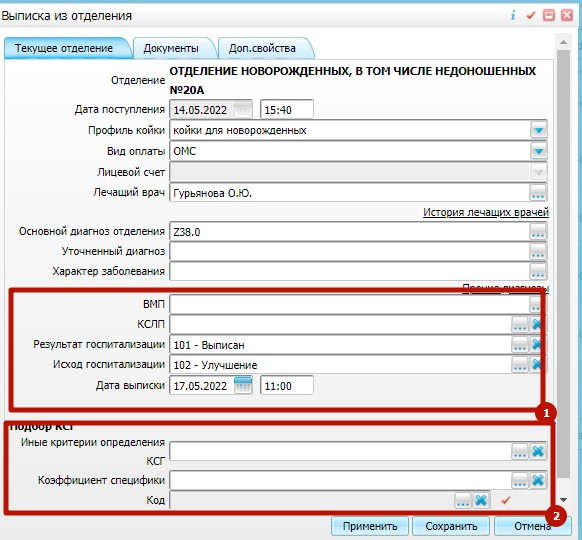 Выписка из отделения
Текущее отделение Документы Доп.свойства
Отделение ОТДЕЛЕНИЕ НОВОРОЖДЕННЫХ, В ТОМ ЧИСЛЕ НЕДОНОШЕННЫХ №20А
Дата поступления 14.05.2022 15:40
Профиль койки койки для новорожденных
Вид оплаты ОМС
Лицевой счет
Лечащий врач Гурьянова О.Ю.
История лечащих врачей
Основной диагноз отделения Z38.0
Уточненный диагноз
Характер заболевания
Прочие диагнозы
ВМП
КСЛП
Результат госпитализации 101 - Выписан
Исход госпитализации 102 - Улучшение
Дата выписки 17.05.2022 11:00
1
Подбор КСГ
Иные критерии определения КСГ
Коэффициент специфики
Код
2
Применить Сохранить Отмена